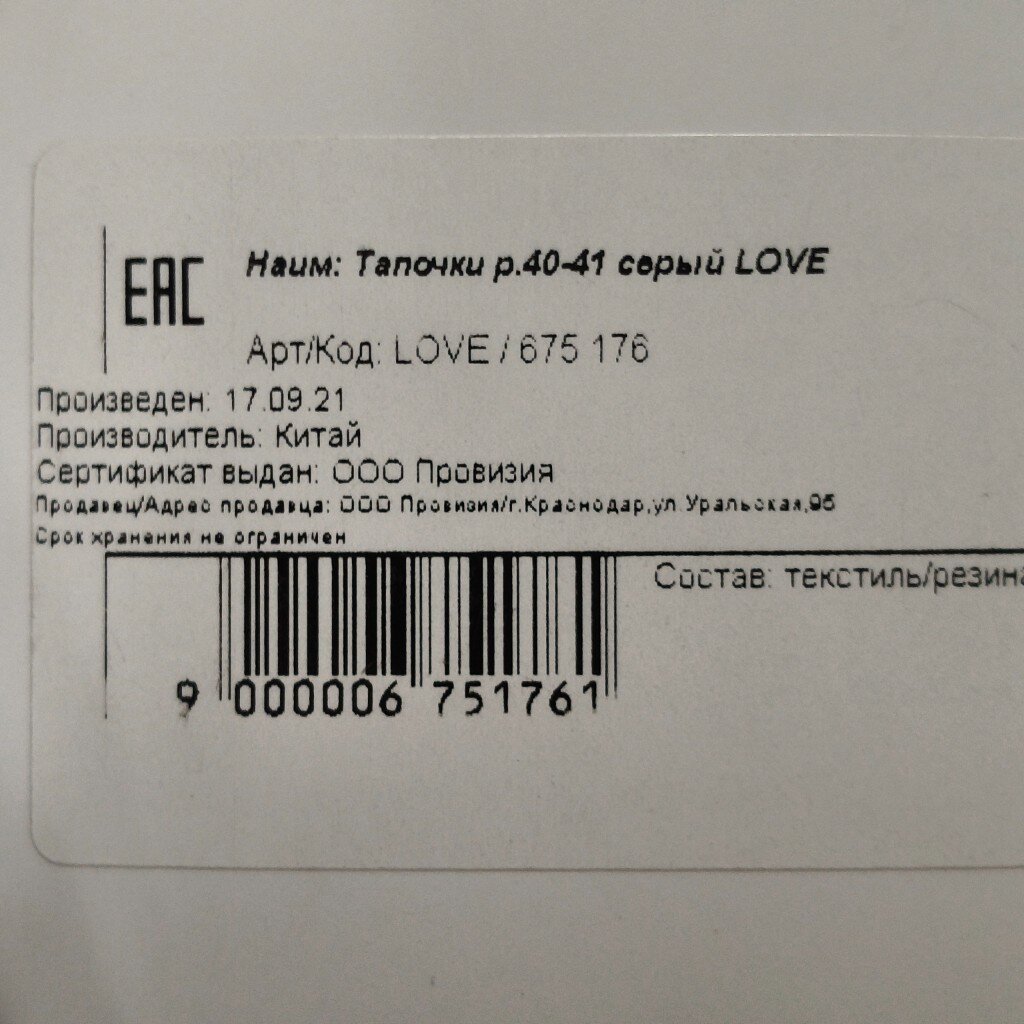 EAC
Наим: Тапочки р.40-41 серый LOVE
Арт/Код: LOVE / 675 176
Произведен: 17.09.21
Производитель: Китай
Сертификат выдан: ООО Провизия
Продавец/Адрес продавца: ООО Провизия/г.Краснодар,ул.Уральская,95
Срок хранения не ограничен
Состав: текстиль/резина
9 000006 751761